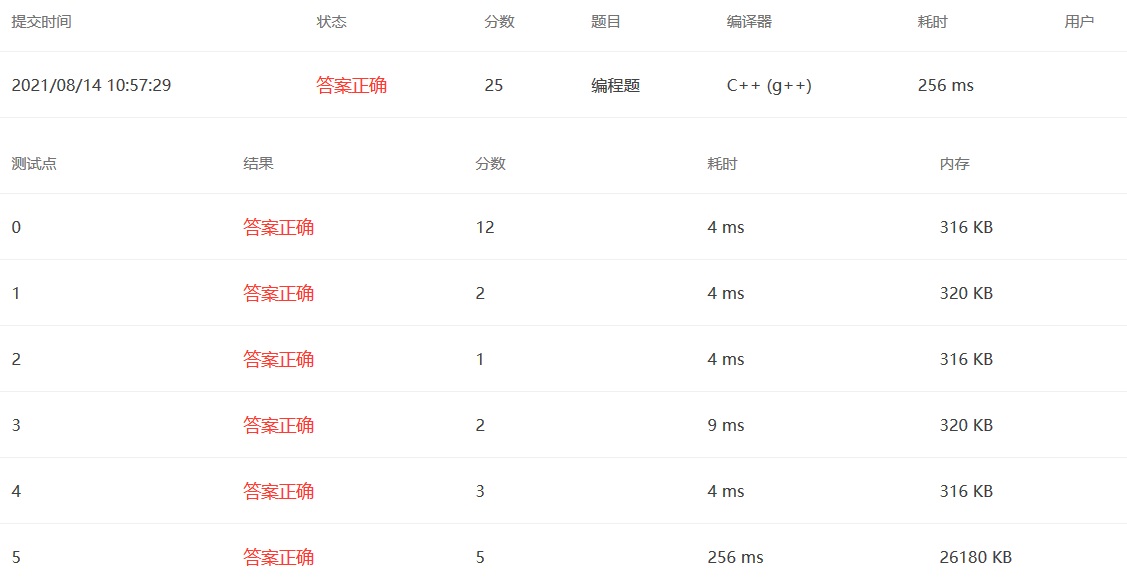 提交时间 状态 分数 题目 编译器 耗时 用户
2021/08/14 10:57:29 答案正确 25 编程题 C++ (g++) 256 ms
测试点 结果 分数 耗时 内存
0 答案正确 12 4 ms 316 KB
1 答案正确 2 4 ms 320 KB
2 答案正确 1 4 ms 316 KB
3 答案正确 2 9 ms 320 KB
4 答案正确 3 4 ms 316 KB
5 答案正确 5 256 ms 26180 KB